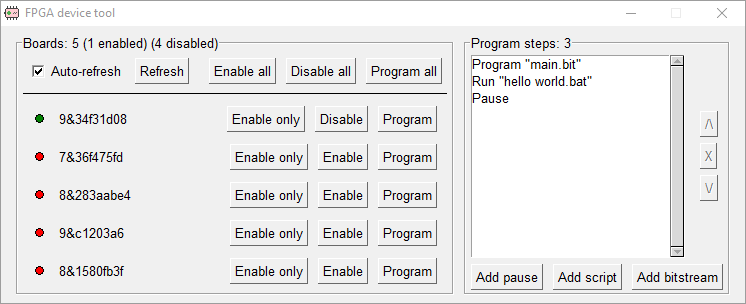 FPGA device tool
Boards: 5 (1 enabled) (4 disabled)
Auto-refresh Refresh Enable all Disable all Program all
9&34f31d08 Enable only Disable Program
7&36f475fd Enable only Enable Program
8&283aabe4 Enable only Enable Program
9&c1203a6 Enable only Enable Program
8&1580fb3f Enable only Enable Program
Program steps: 3
Program "main.bit"
Run "hello world.bat"
Pause
/\
X
\/
Add pause Add script Add bitstream